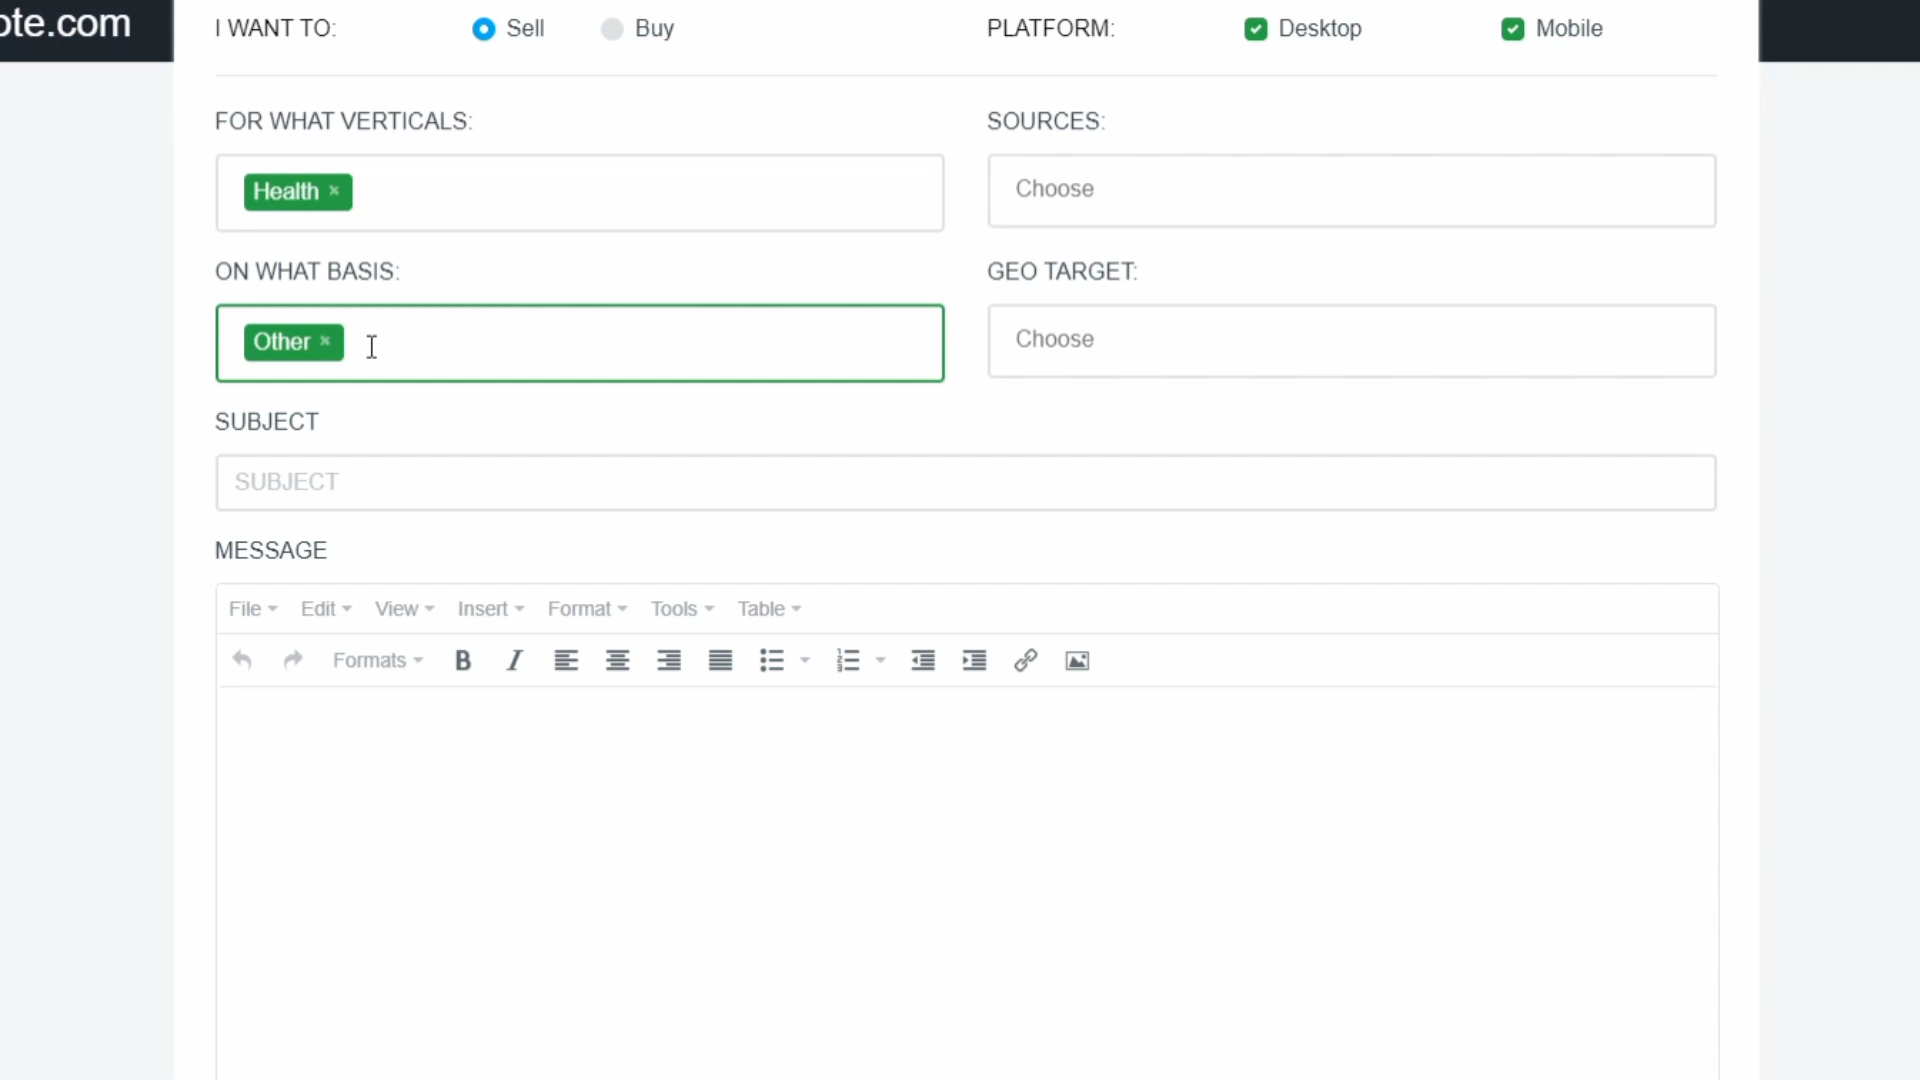 ote.com
I WANT TO: Sell Buy PLATFORM: Desktop Mobile
FOR WHAT VERTICALS: SOURCES:
Health × Choose
ON WHAT BASIS: GEO TARGET:
Other × Choose
SUBJECT
SUBJECT
MESSAGE
File Edit View Insert Format Tools Table
Formats B I